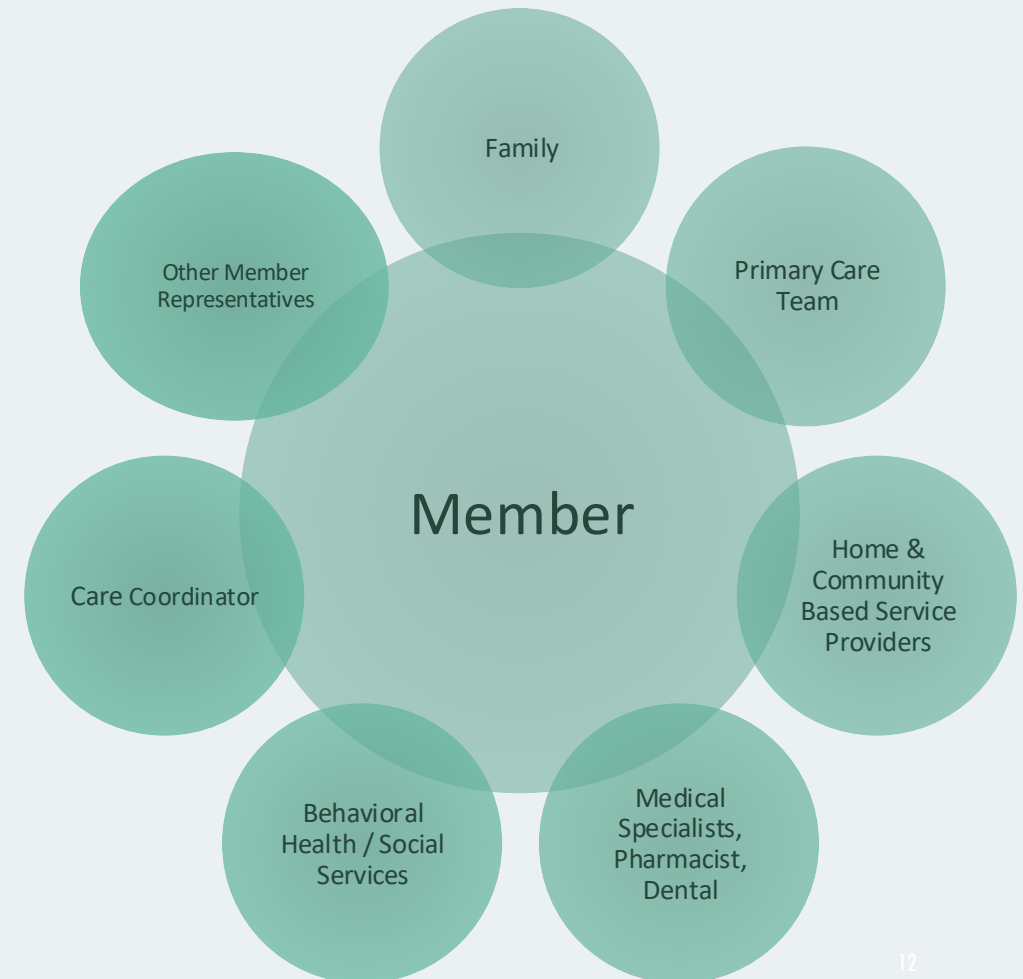 Family
Primary Care
Team
Other Member
Representatives
Member
Home &
Community
Based Service
Providers
Care Coordinator
Medical
Specialists,
Pharmacist,
Dental
Behavioral
Health / Social
Services
12